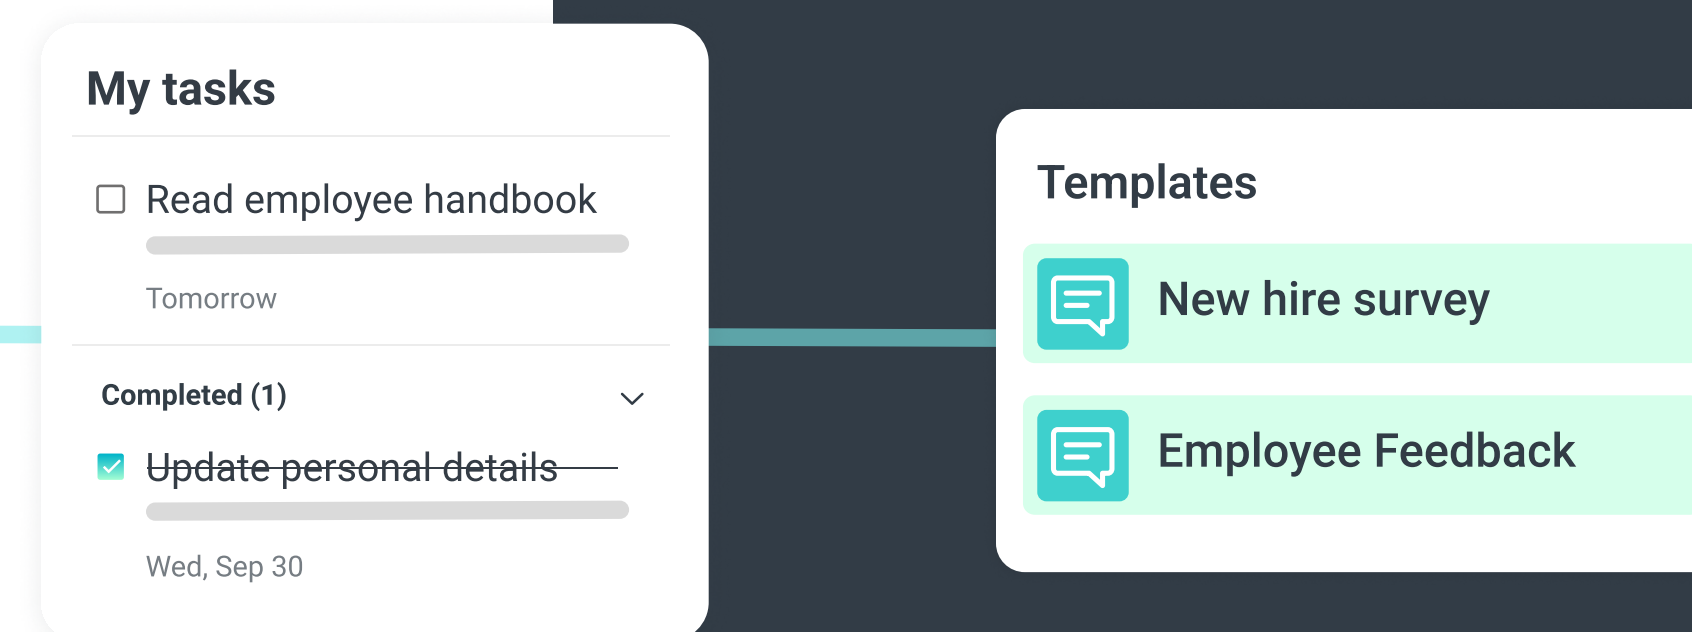 My tasks
Read employee handbook
Tomorrow
Completed (1)
Update personal details
Wed, Sep 30
Templates
New hire survey
Employee Feedback